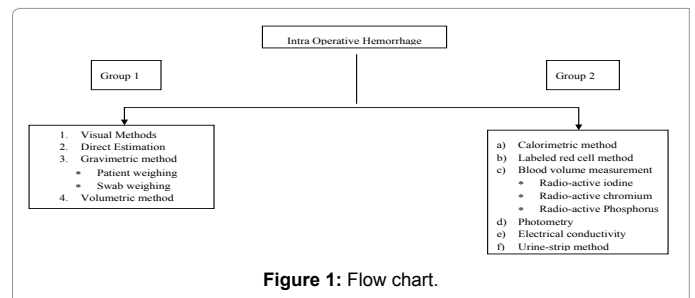 Intra Operative Hemorrhage
Group 1
Group 2
1. Visual Methods
2. Direct Estimation
3. Gravimetric method
* Patient weighing
* Swab weighing
4. Volumetric method
a) Calorimetric method
b) Labeled red cell method
c) Blood volume measurement
* Radio-active iodine
* Radio-active chromium
* Radio-active Phosphorus
d) Photometry
e) Electrical conductivity
f) Urine-strip method
Figure 1: Flow chart.